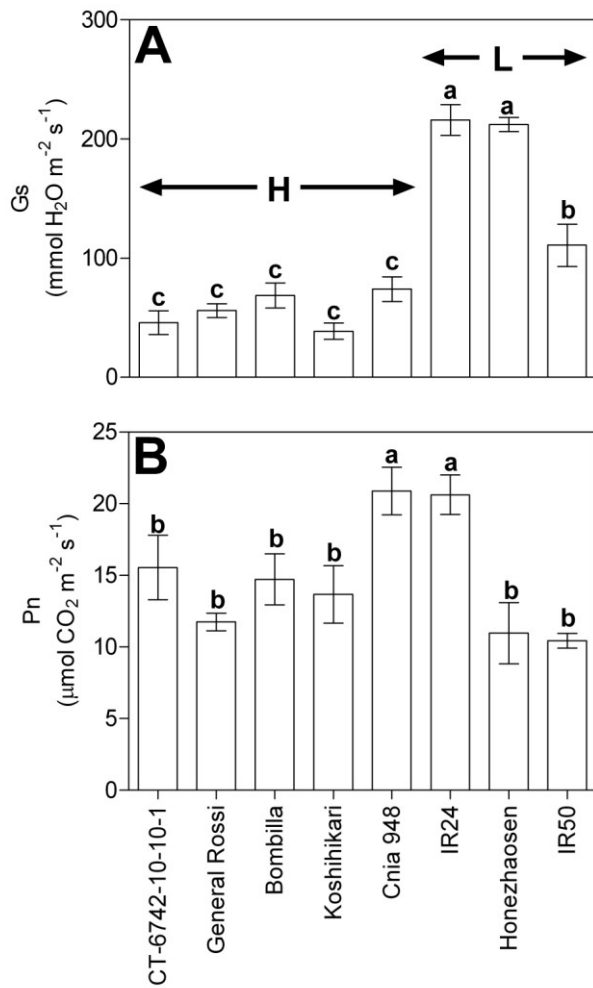 A
300
200
100
0
Gs
(mmol H₂O m⁻² s⁻¹)
H
L
c
c
c
c
c
a
a
b
B
25
20
15
10
5
0
Pn
(μmol CO₂ m⁻² s⁻¹)
b
b
b
b
a
a
b
b
CT-6742-10-10-1
General Rossi
Bombilla
Koshihikari
Cnia 948
IR24
Honezhaosen
IR50